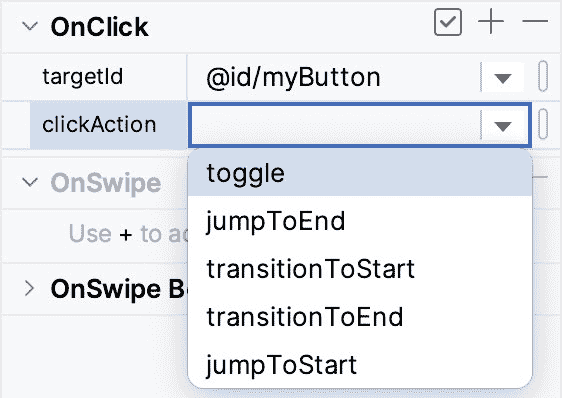 OnClick
targetId @id/myButton
clickAction
toggle
OnSwipe
jumpToEnd
Use + to
transitionToStart
OnSwipe
transitionToEnd
jumpToStart